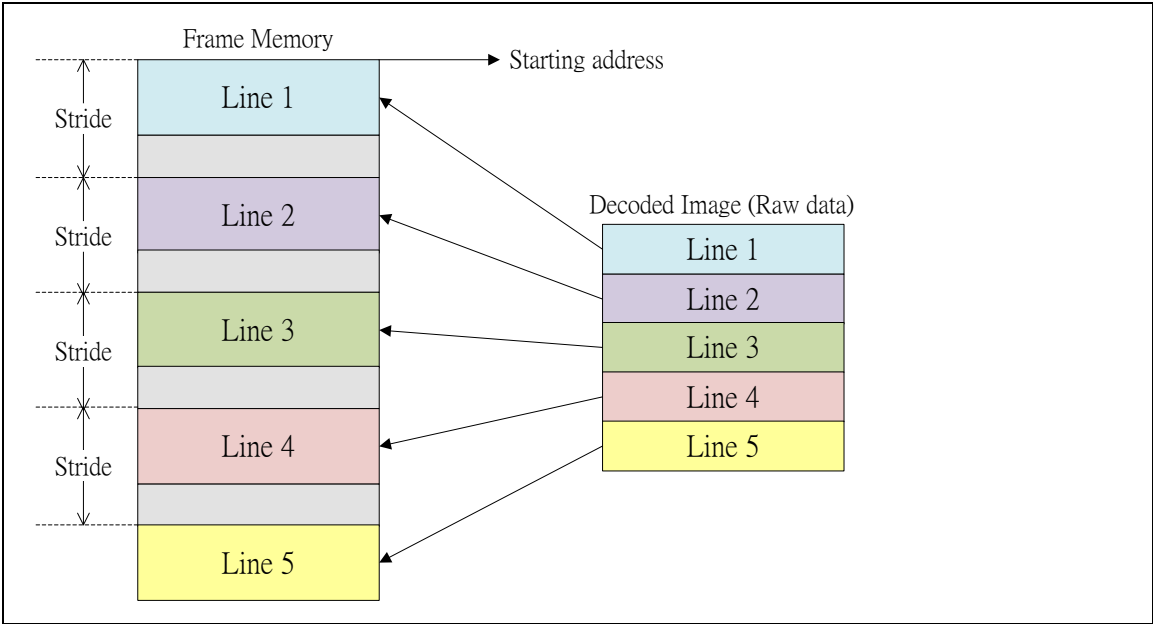 Frame Memory
Starting address
Line 1
Stride
Line 2
Stride
Line 3
Stride
Line 4
Stride
Line 5
Decoded Image (Raw data)
Line 1
Line 2
Line 3
Line 4
Line 5